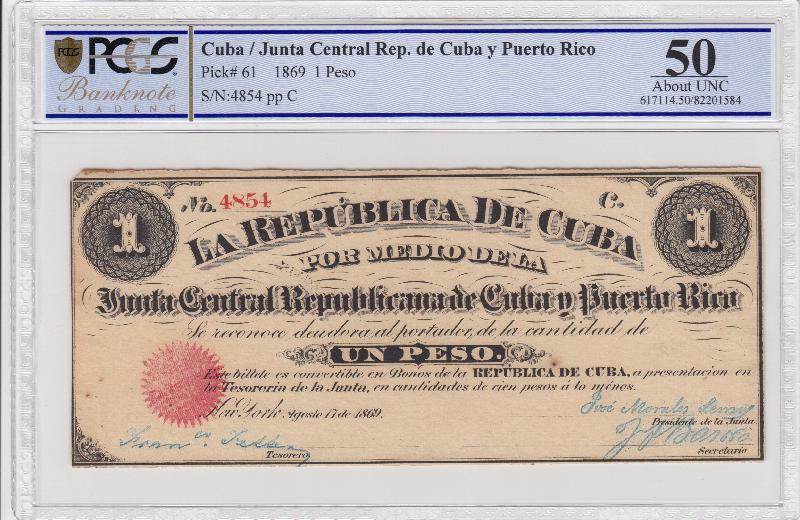 PCGS
Banknote
GRADING
Cuba / Junta Central Rep. de Cuba y Puerto Rico
Pick# 61 1869 1 Peso
S/N:4854 pp C
50
About UNC
617114.50/82201584
No. 4854
C.
1
1
LA REPÚBLICA DE CUBA
POR MEDIO DE LA
Junta Central Republicana de Cuba y Puerto Rico
Se reconoce deudora, al portador, de la cantidad de
UN PESO.
Este billete es convertible en Bonos de la REPÚBLICA DE CUBA, a presentacion en
la Tesoreria de la Junta, en cantidades de cien pesos á lo ménos.
New York, Agosto 17 de 1869.
José Morales Lemus
Presidente de la Junta
Tesorero
Secretario